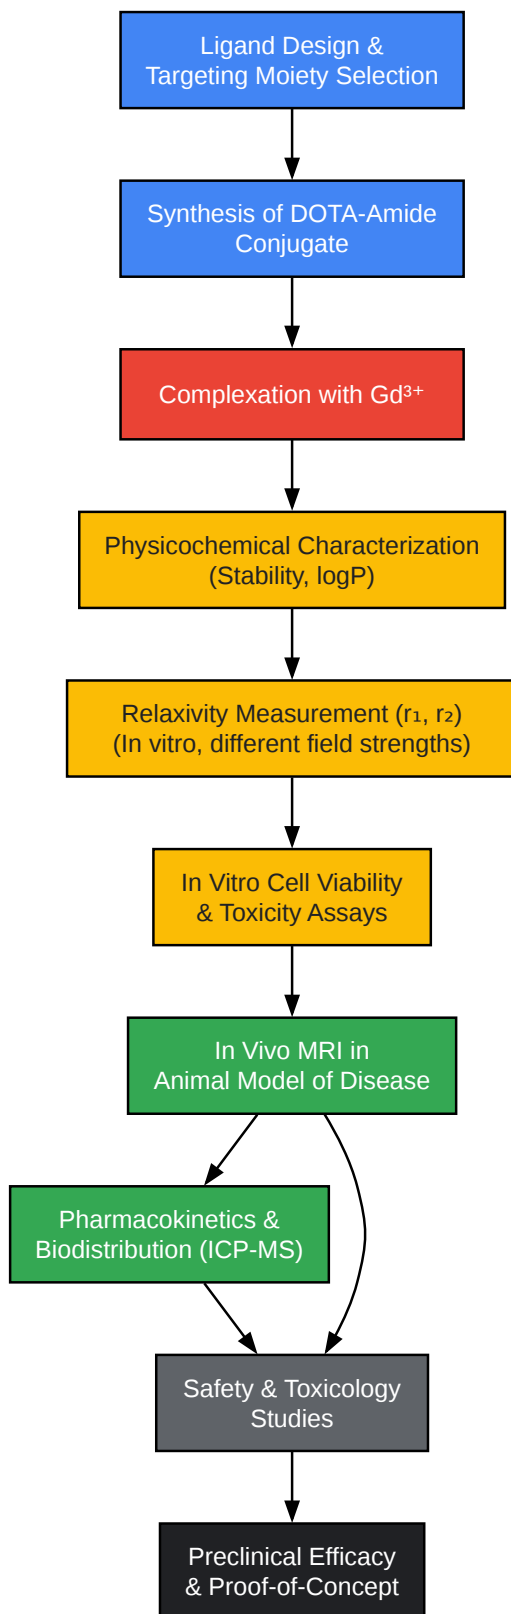 Ligand Design &
Targeting Moiety Selection
Synthesis of DOTA-Amide
Conjugate
Complexation with Gd³⁺
Physicochemical Characterization
(Stability, logP)
Relaxivity Measurement (r₁, r₂)
(In vitro, different field strengths)
In Vitro Cell Viability
& Toxicity Assays
In Vivo MRI in
Animal Model of Disease
Pharmacokinetics &
Biodistribution (ICP-MS)
Safety & Toxicology
Studies
Preclinical Efficacy
& Proof-of-Concept